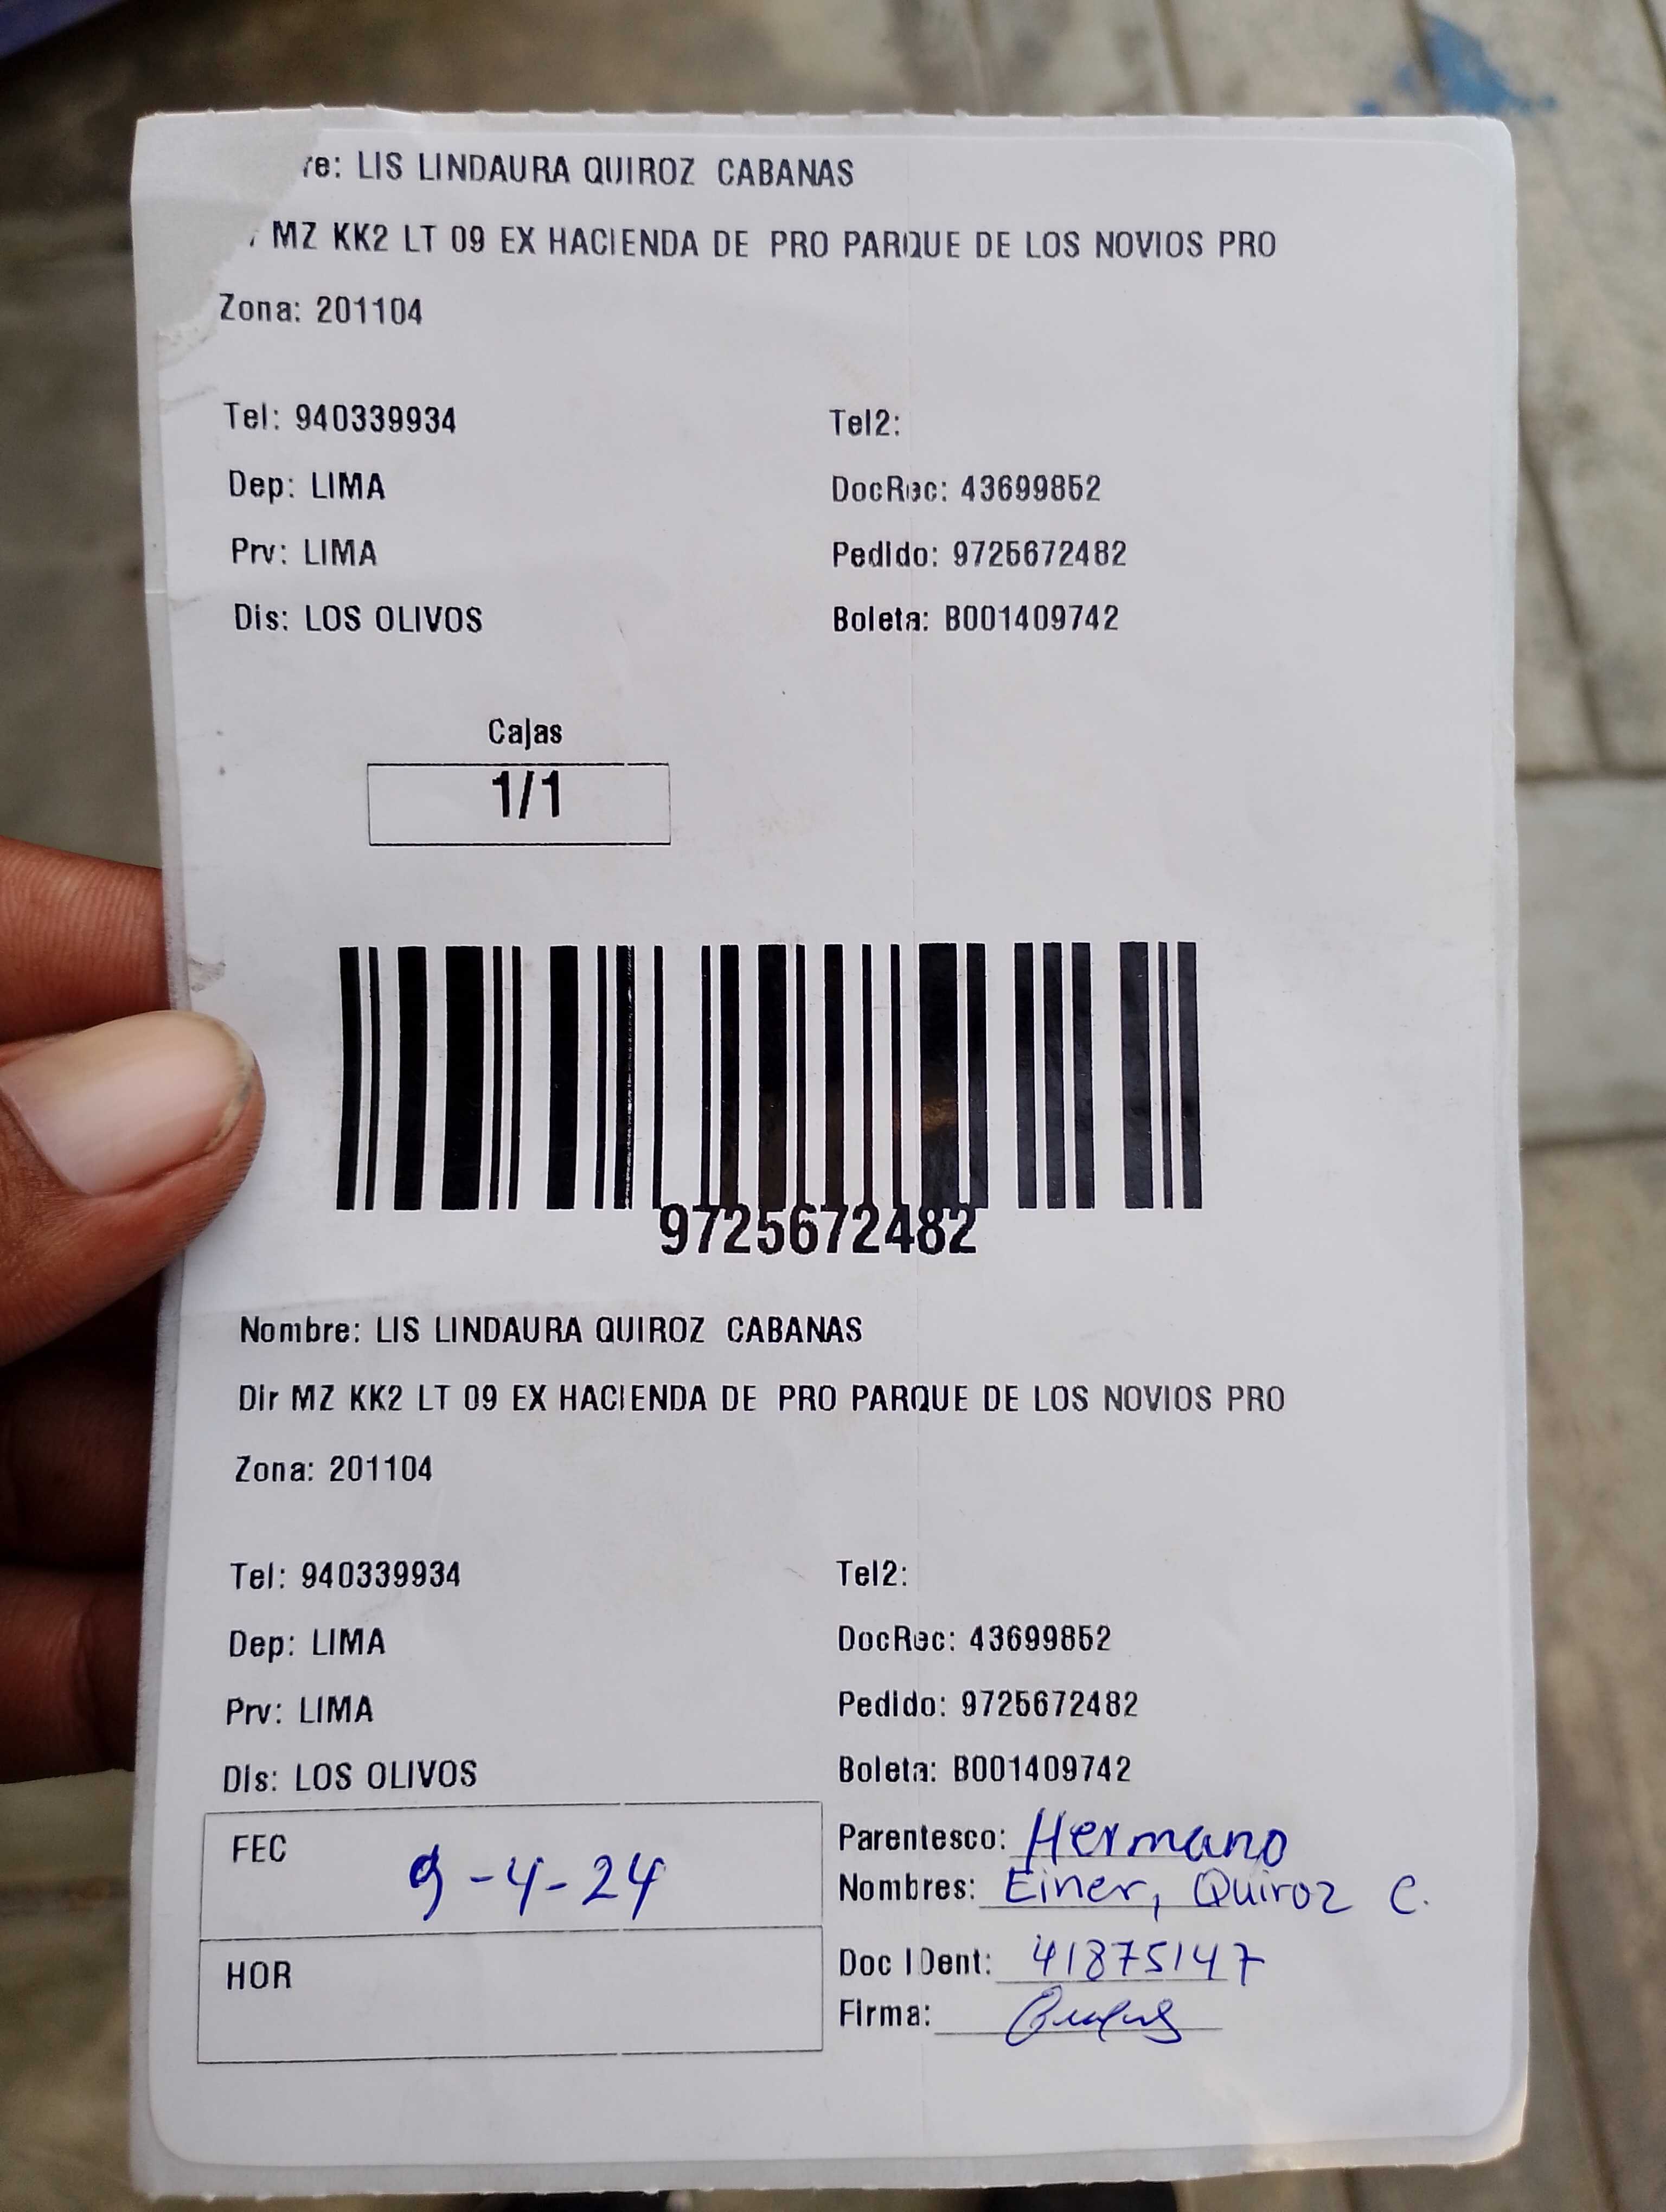 re: LIS LINDAURA QUIROZ CABANAS
MZ KK2 LT 09 EX HACIENDA DE PRO PARQUE DE LOS NOVIOS PRO
Zona: 201104
Tel: 940339934 Tel2:
Dep: LIMA DocRec: 43699852
Prv: LIMA Pedido: 9725672482
Dis: LOS OLIVOS Boleta: B001409742
Cajas
1/1
9725672482
Nombre: LIS LINDAURA QUIROZ CABANAS
Dir MZ KK2 LT 09 EX HACIENDA DE PRO PARQUE DE LOS NOVIOS PRO
Zona: 201104
Tel: 940339934 Tel2:
Dep: LIMA DocRec: 43699852
Prv: LIMA Pedido: 9725672482
Dis: LOS OLIVOS Boleta: B001409742
FEC 9-4-24
Parentesco: Hermano
Nombres: Einer, Quiroz C.
HOR
Doc IDent: 41875147
Firma: